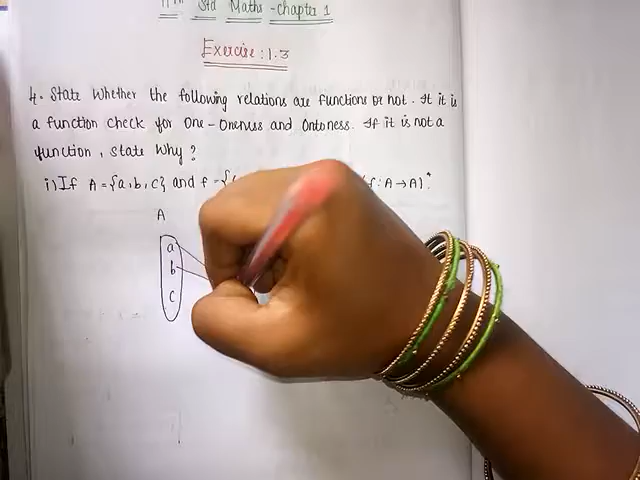 Std Maths - chapter 1
Exercise : 1.3
4. State whether the following relations are functions or not. If it is
a function check for One - Oneness and Ontoness. If it is not a
function, state why?
i) If A = {a, b, c} and f = {
f : A → A)
A
a
b
c